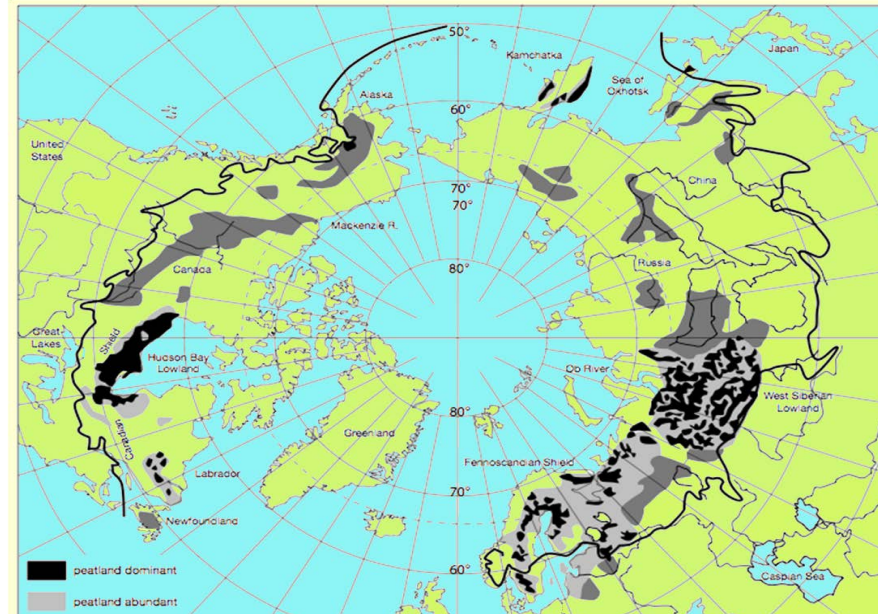 50°
Kamchatka
Japan
Sea of
Okhotsk
Alaska
60°
United
States
China
70°
70°
Mackenzie R.
Russia
Canada
80°
Great
Lakes
Shield
Hudson Bay
Lowland
Ob River
West Siberian
Lowland
80°
Canadian
Greenland
Fennoscandian Shield
Labrador
70°
Newfoundland
60°
Caspian Sea
peatland dominant
peatland abundant